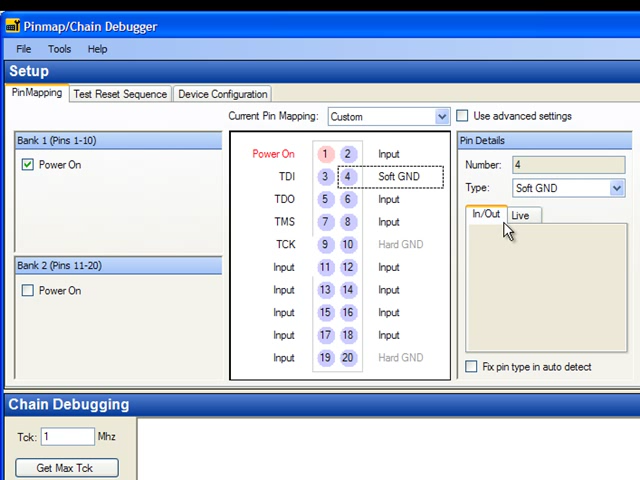 Pinmap/Chain Debugger
File Tools Help
Setup
PinMapping Test Reset Sequence Device Configuration
Current Pin Mapping: Custom Use advanced settings
Bank 1 (Pins 1-10)
Power On
Bank 2 (Pins 11-20)
Power On
Power On 1 2 Input
TDI 3 4 Soft GND
TDO 5 6 Input
TMS 7 8 Input
TCK 9 10 Hard GND
Input 11 12 Input
Input 13 14 Input
Input 15 16 Input
Input 17 18 Input
Input 19 20 Hard GND
Pin Details
Number: 4
Type: Soft GND
In/Out Live
Fix pin type in auto detect
Chain Debugging
Tck: 1 Mhz
Get Max Tck